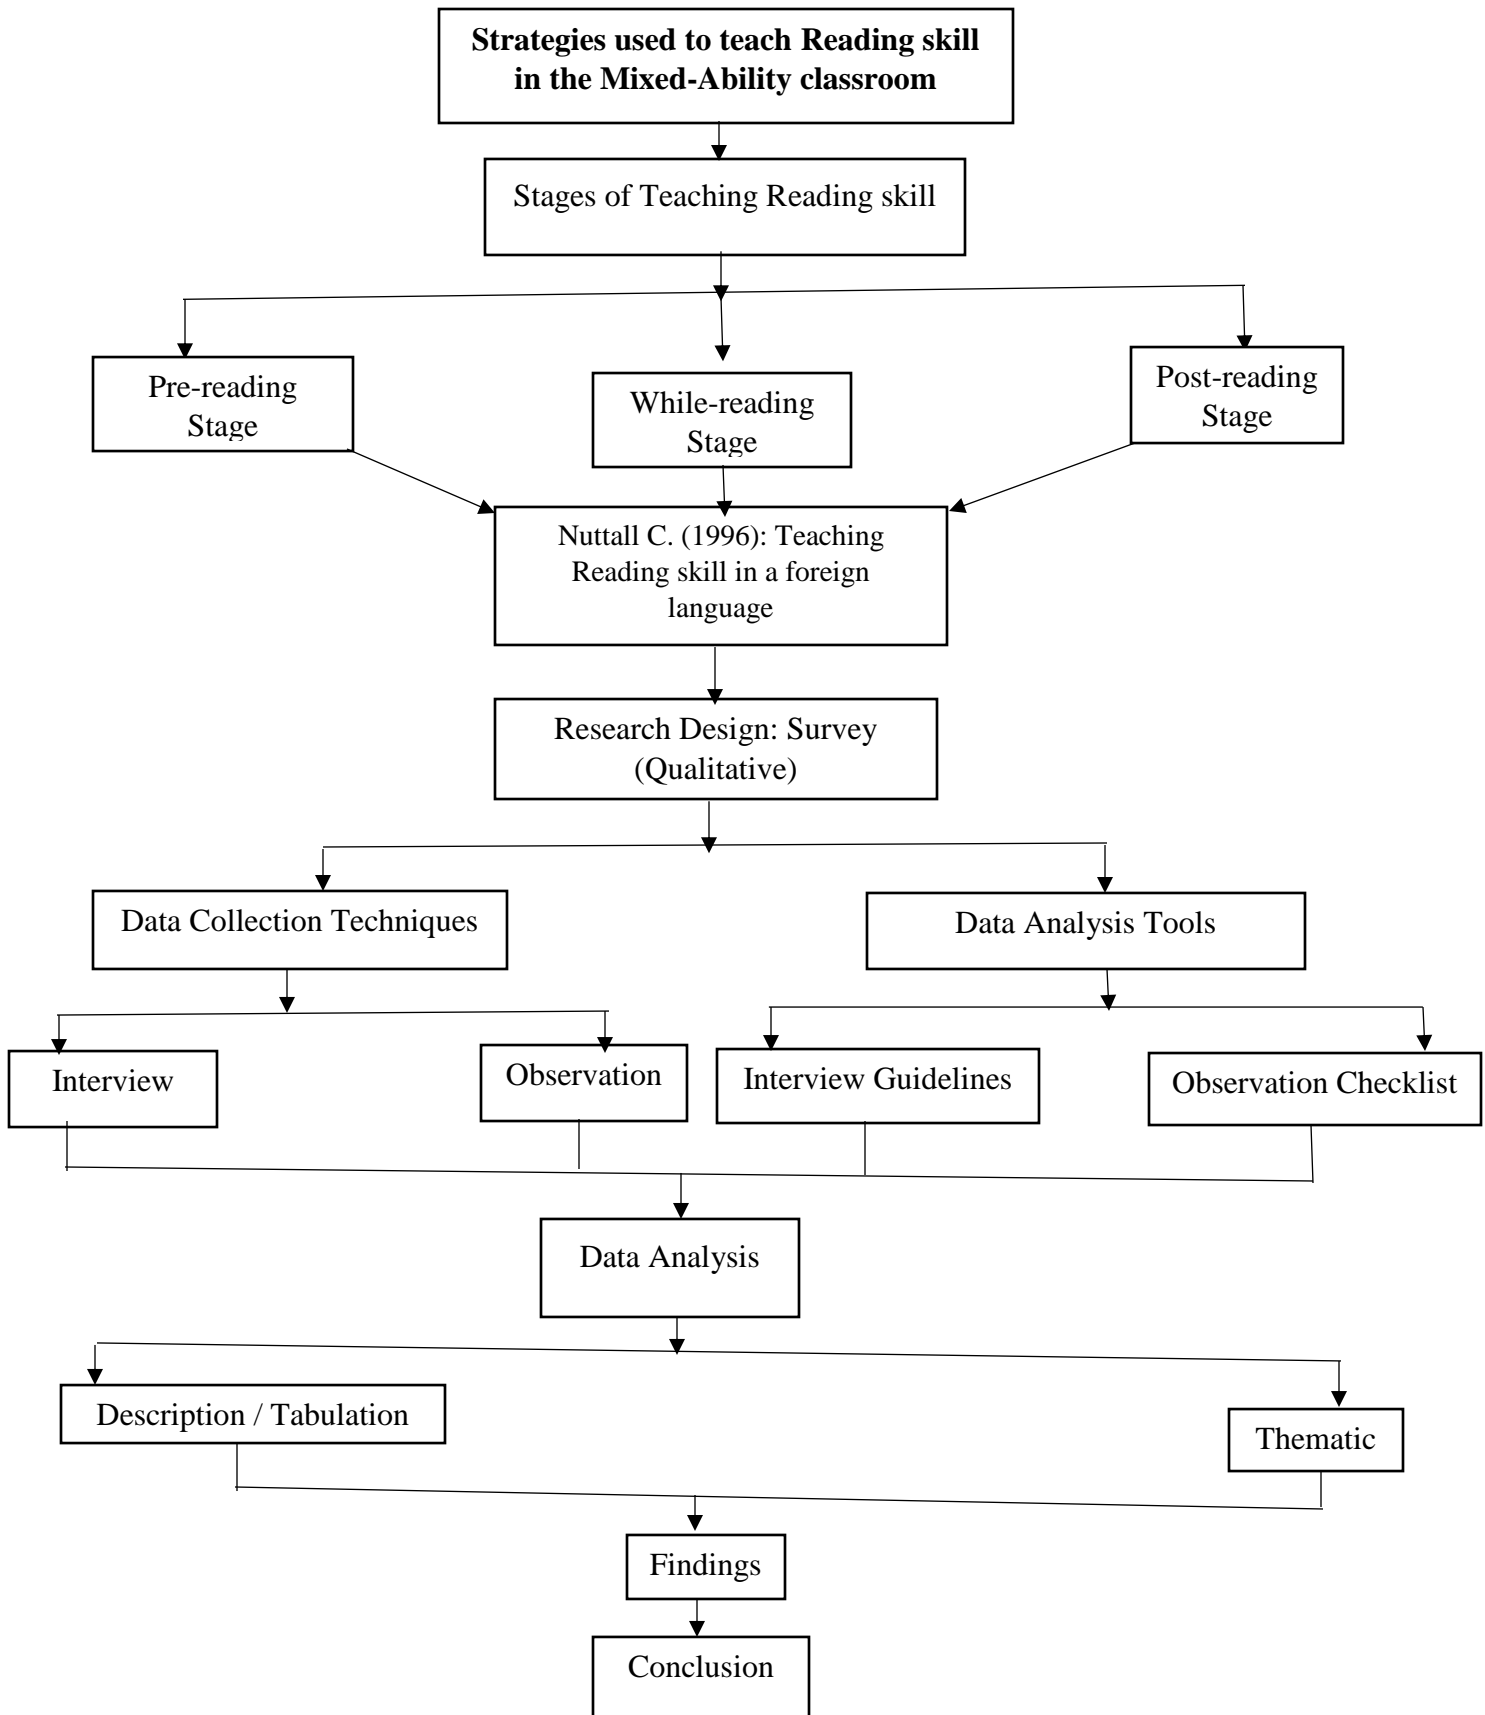 Strategies used to teach Reading skill
in the Mixed-Ability classroom
Stages of Teaching Reading skill
Pre-reading
Stage
While-reading
Stage
Post-reading
Stage
Nuttall C. (1996): Teaching
Reading skill in a foreign
language
Research Design: Survey
(Qualitative)
Data Collection Techniques
Data Analysis Tools
Interview
Observation
Interview Guidelines
Observation Checklist
Data Analysis
Description / Tabulation
Thematic
Findings
Conclusion